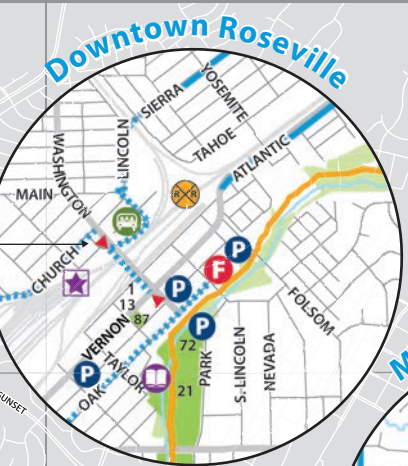 Downtown Roseville
YOSEMITE
SIERRA
LINCOLN
TAHOE
WASHINGTON
ATLANTIC
MAIN
R R
CHURCH
P
F
P
1
13
87
FOLSOM
VERNON
P
72
PARK
S. LINCOLN
NEVADA
TAYLOR
P
21
OAK
SUNSET
M